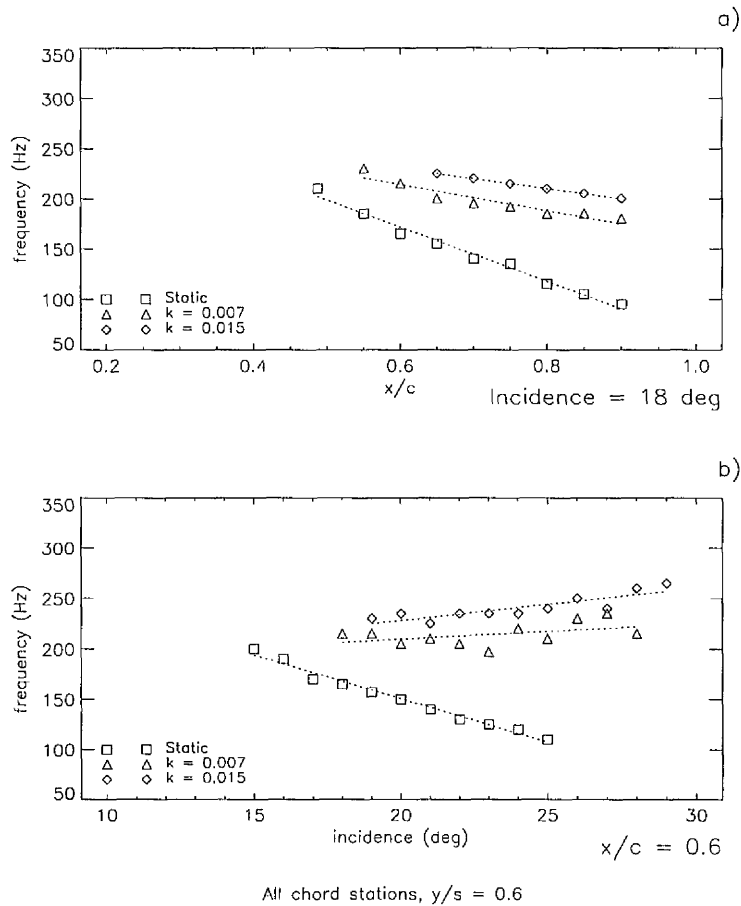 a)
350
300
250
200
150
100
50
frequency (Hz)
Static
k = 0.007
k = 0.015
0.2 0.4 0.6 0.8 1.0
x/c
Incidence = 18 deg
b)
350
300
250
200
150
100
50
frequency (Hz)
Static
k = 0.007
k = 0.015
10 15 20 25 30
incidence (deg)
x/c = 0.6
All chord stations, y/s = 0.6